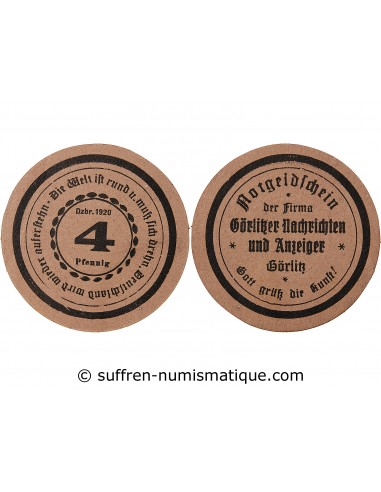 Die Welt ist rund u. muß sich drehn, Deutschland wird wieder auferstehn ·
Dzbr. 1920
4
Pfennig
Notgeldschein
der Firma
Görlitzer Nachrichten
* und Anzeiger *
Görlitz
Gott grüß die Kunst!
© suffren-numismatique.com